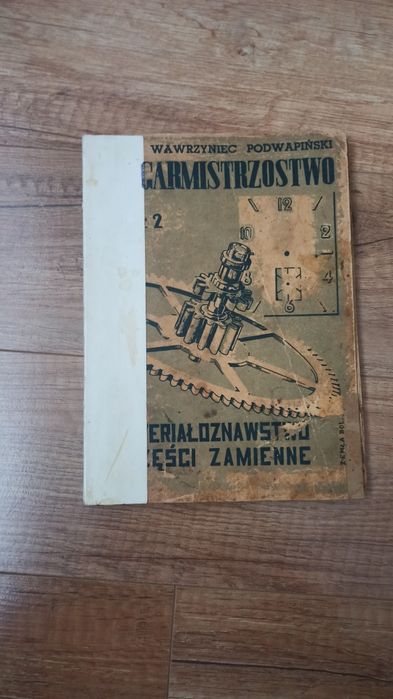 WAWRZYNIEC PODWAPIŃSKI
GARMISTRZOSTWO
2
12
10 2
8 4
6
ERIAŁOZNAWSTWO
ZĘŚCI ZAMIENNE